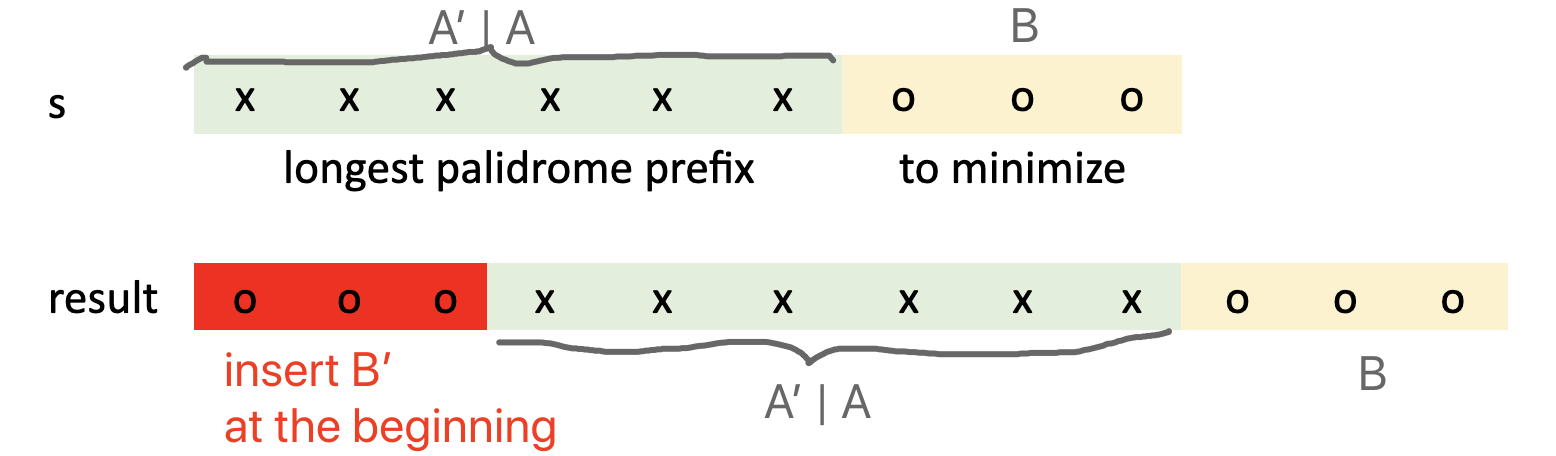 A' | A B
s x x x x x x o o o
longest palidrome prefix to minimize
result o o o x x x x x x o o o
insert B'
at the beginning
A' | A B